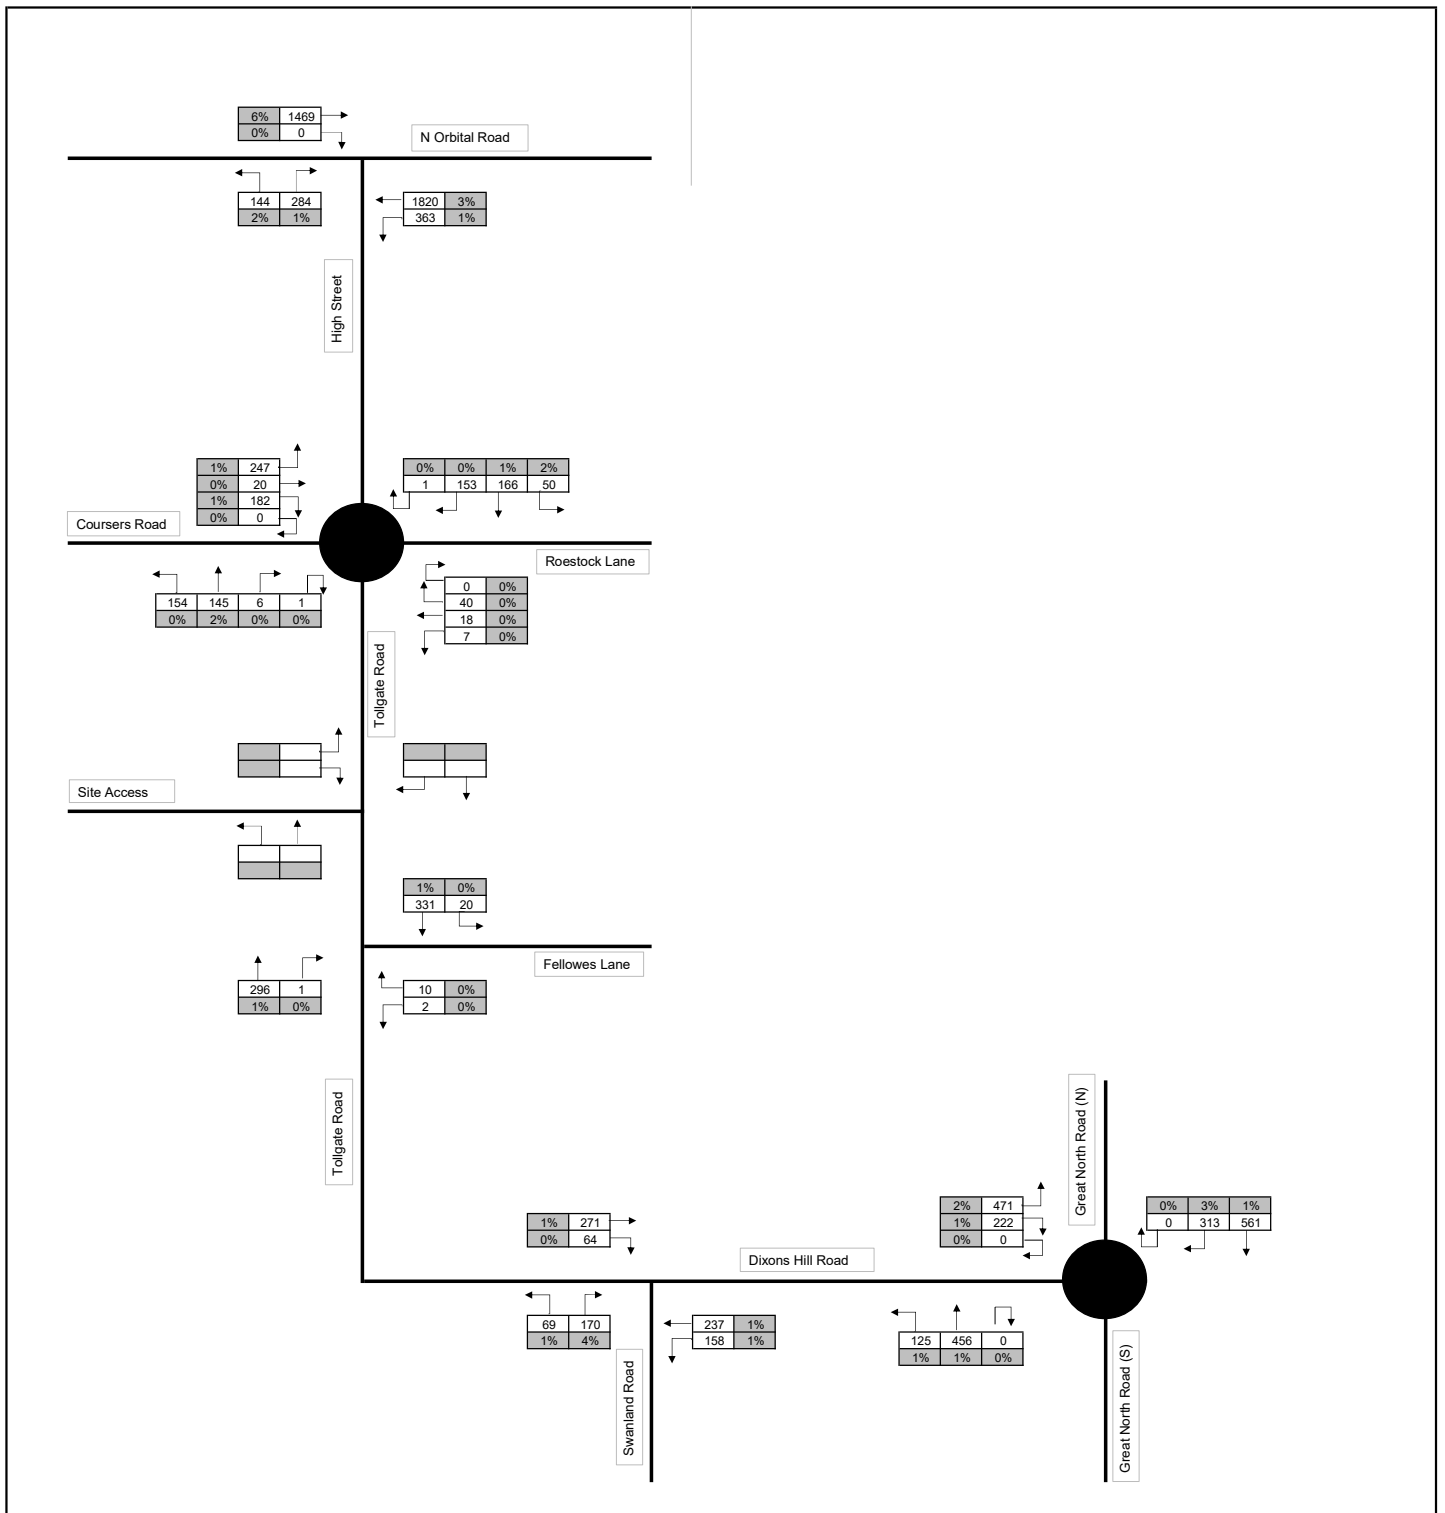 6% 1469
0% 0
N Orbital Road
144 284
2% 1%
1820 3%
363 1%
High Street
1% 247
0% 20
1% 182
0% 0
0% 0% 1% 2%
1 153 166 50
Coursers Road
Roestock Lane
154 145 6 1
0% 2% 0% 0%
0 0%
40 0%
18 0%
7 0%
Tollgate Road
Site Access
1% 0%
331 20
Fellowes Lane
296 1
1% 0%
10 0%
2 0%
Tollgate Road
Great North Road (N)
1% 271
0% 64
2% 471
1% 222
0% 0
0% 3% 1%
0 313 561
Dixons Hill Road
69 170
1% 4%
237 1%
158 1%
125 456 0
1% 1% 0%
Swanland Road
Great North Road (S)